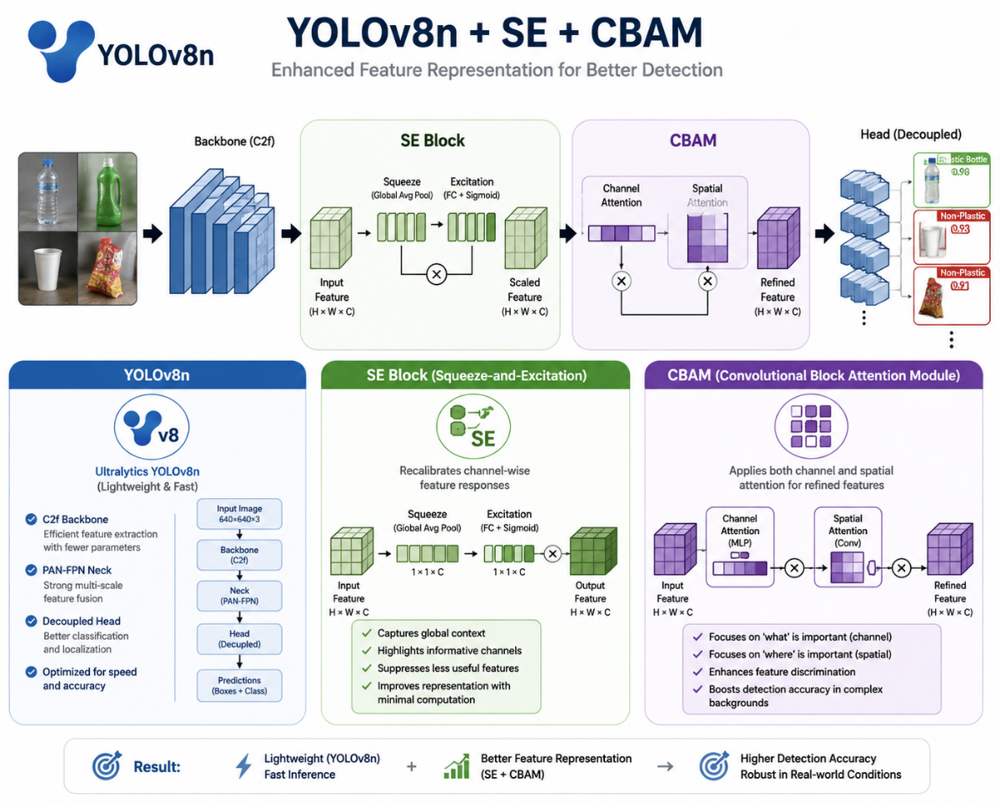 YOLOv8n
YOLOv8n + SE + CBAM
Enhanced Feature Representation for Better Detection
Backbone (C2f)
SE Block
Squeeze
(Global Avg Pool)
Excitation
(FC + Sigmoid)
Input
Feature
(H × W × C)
Scaled
Feature
(H × W × C)
CBAM
Channel
Attention
Spatial
Attention
Refined
Feature
(H × W × C)
Head (Decoupled)
Bottle
Non-Plastic
0.93
Non-Plastic
0.91
YOLOv8n
v8
Ultralytics YOLOv8n
(Lightweight & Fast)
C2f Backbone
Efficient feature extraction
with fewer parameters
PAN-FPN Neck
Strong multi-scale
feature fusion
Decoupled Head
Better classification
and localization
Optimized for speed
and accuracy
Input Image
640×640×3
Backbone
(C2f)
Neck
(PAN-FPN)
Head
(Decupled)
Predictions
(Boxes + Class)
SE Block (Squeeze-and-Excitation)
SE
Recalibrates channel-wise
feature responses
Squeeze
(Global Avg Pool)
Excitation
(FC + Sigmoid)
1 × 1 × C
1 × 1 × C
Input
Feature
H × W × C
Output
Feature
H × W × C
Captures global context
Highlights informative channels
Suppresses less useful features
Improves representation with
minimal computation
CBAM (Convolutional Block Attention Module)
Applies both channel and spatial
attention for refined features
Channel
Attention
(MLP)
Spatial
Attention
(Conv)
Input
Feature
H × W × C
Refined
Feature
(H × W × C)
Focuses on 'what' is important (channel)
Focuses on 'where' is important (spatial)
Enhances feature discrimination
Boosts detection accuracy in complex
backgrounds
Result:
Lightweight (YOLOv8n)
Fast Inference
+
Better Feature Representation
(SE + CBAM)
Higher Detection Accuracy
Robust in Real-world Conditions